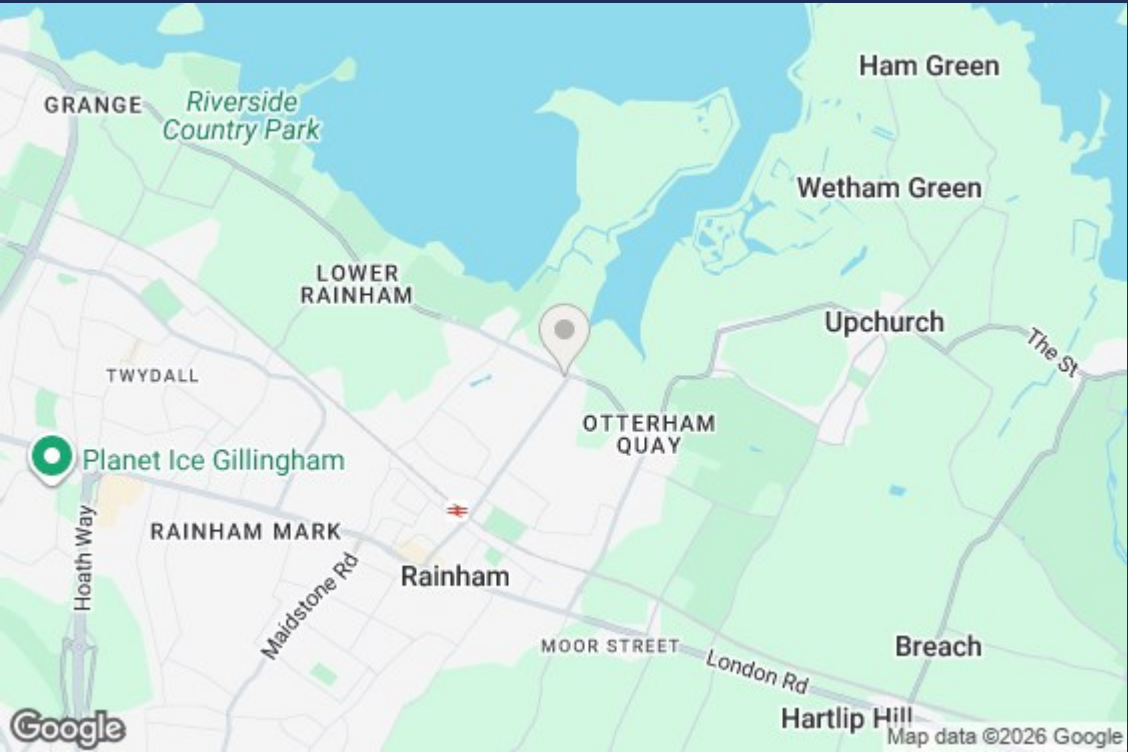 Ham Green
GRANGE
Riverside
Country Park
Wetham Green
LOWER
RAINHAM
Upchurch
The St
TWYDALL
OTTERHAM
QUAY
Planet Ice Gillingham
RAINHAM MARK
Hoath Way
Maidstone Rd
Rainham
MOOR STREET
Breach
London Rd
Hartlip Hill
Google
Map data ©2026 Google